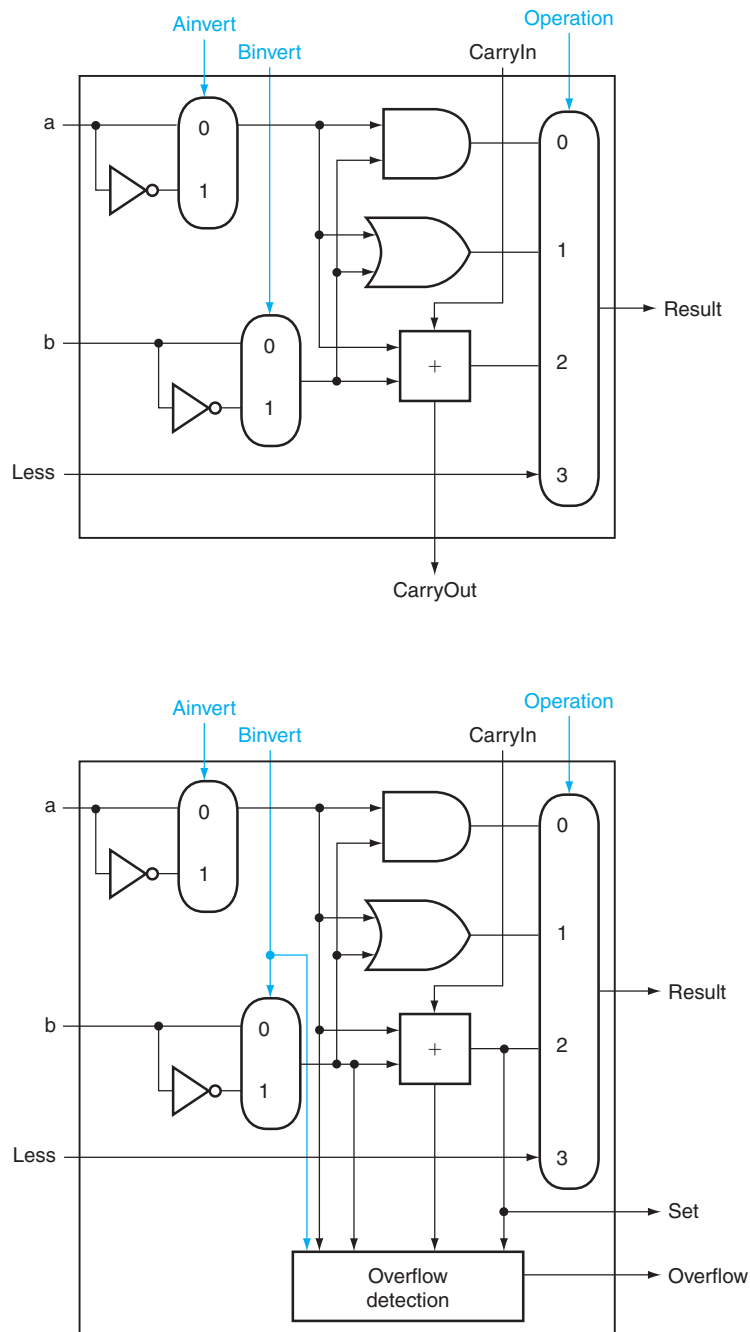 Ainvert
Operation
Binvert
CarryIn
a
0
1
0
1
b
0
1
+
2
Result
Less
3
CarryOut
Ainvert
Operation
Binvert
CarryIn
a
0
1
0
1
b
0
1
+
2
Result
Less
3
Set
Overflow
detection
Overflow